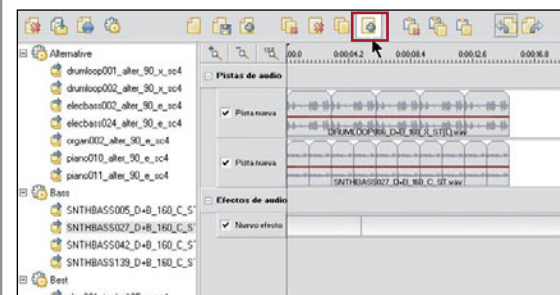 Alternative
drumloop001_alter_90_x_sc4
drumloop002_alter_90_x_sc4
elecbass002_alter_90_e_sc4
elecbass024_alter_90_e_sc4
organ002_alter_90_e_sc4
piano010_alter_90_e_sc4
piano011_alter_90_e_sc4
Bass
SNTHBASS005_D+B_160_C_S
SNTHBASS027_D+B_160_C_S
SNTHBASS042_D+B_160_C_S
SNTHBASS139_D+B_160_C_S
Best
00:0 0:00:04.2 0:00:08.4 0:00:12.6 0:00:16.8
Pistas de audio
Pista nueva
DRUMLOOP006_D+B_160_X_ST(L).wav
Pista nueva
SNTHBASS027_D+B_160_C_ST.wav
Efectos de audio
Nuevo efecto